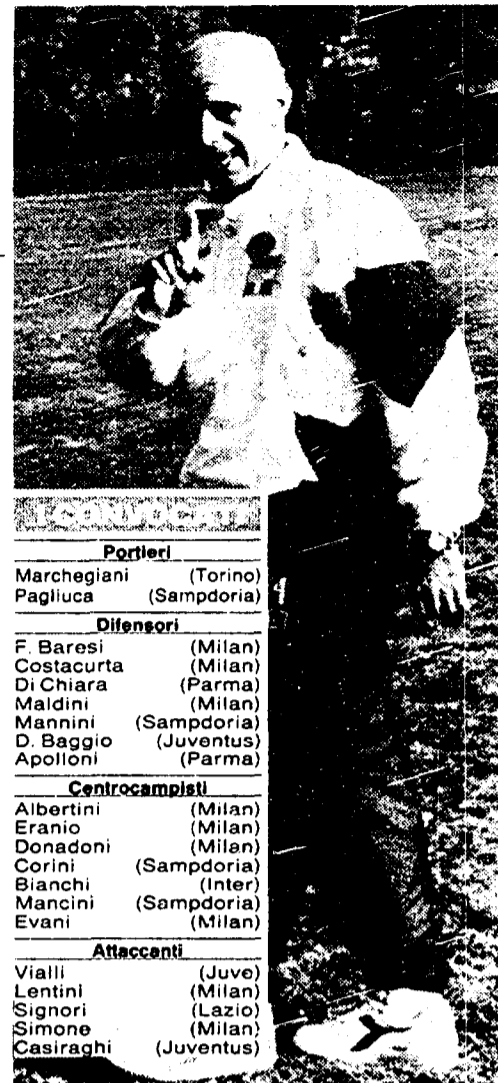 I CONVOCATI
Portieri
Marchegiani (Torino)
Pagliuca (Sampdoria)
Difensori
F. Baresi (Milan)
Costacurta (Milan)
Di Chiara (Parma)
Maldini (Milan)
Mannini (Sampdoria)
D. Baggio (Juventus)
Apolloni (Parma)
Centrocampisti
Albertini (Milan)
Eranio (Milan)
Donadoni (Milan)
Corini (Sampdoria)
Bianchi (Inter)
Mancini (Sampdoria)
Evani (Milan)
Attaccanti
Vialli (Juve)
Lentini (Milan)
Signori (Lazio)
Simone (Milan)
Casiraghi (Juventus)